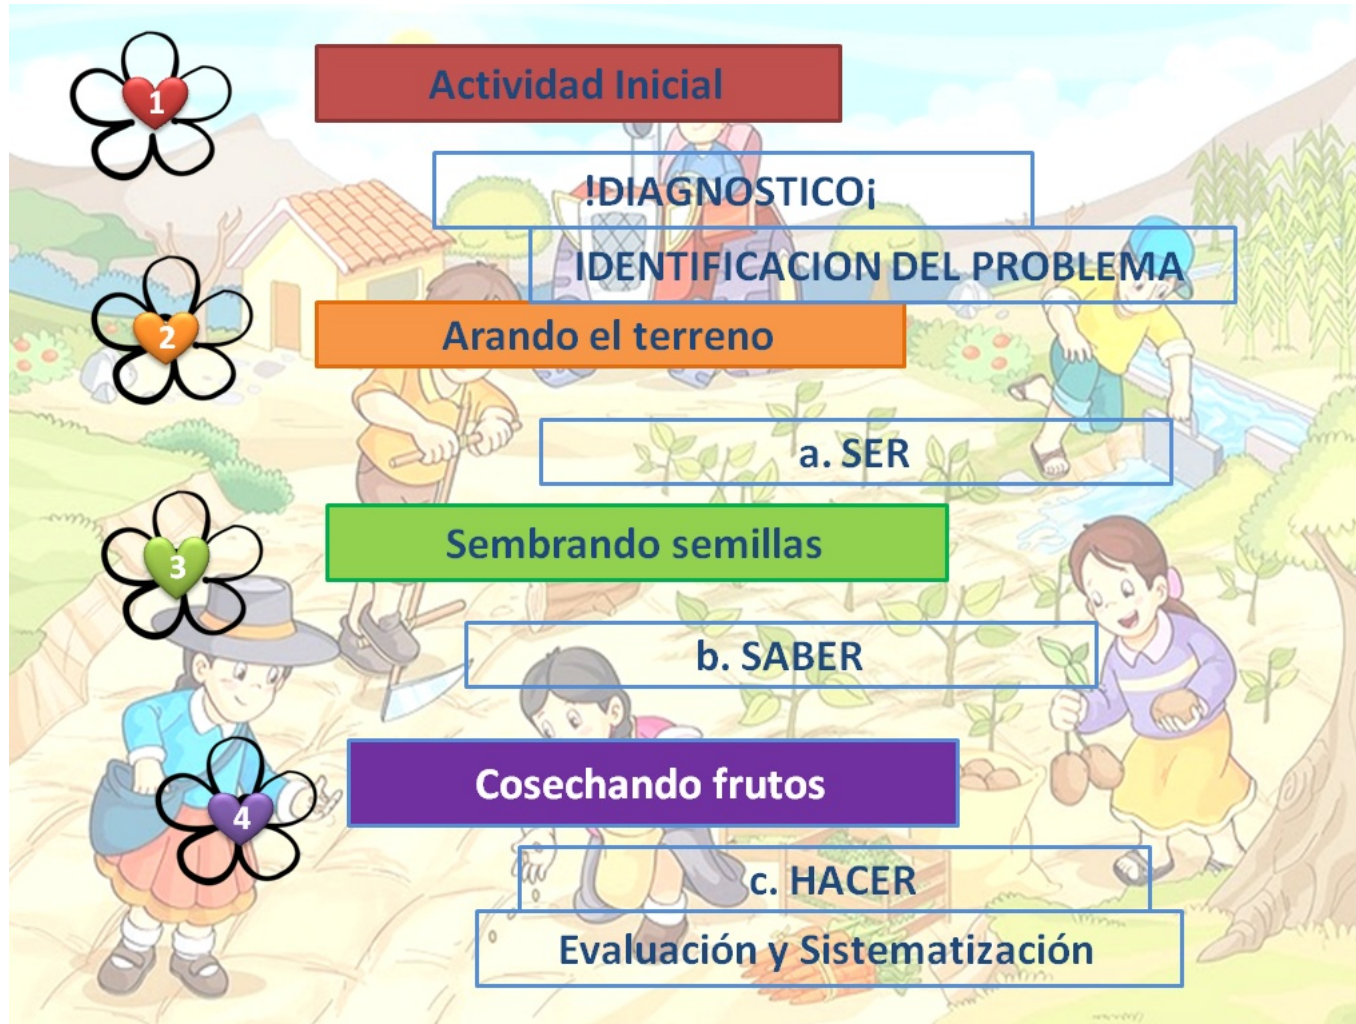 1
Actividad Inicial
!DIAGNOSTICO¡
IDENTIFICACION DEL PROBLEMA
2
Arando el terreno
a. SER
3
Sembrando semillas
b. SABER
4
Cosechando frutos
c. HACER
Evaluación y Sistematización